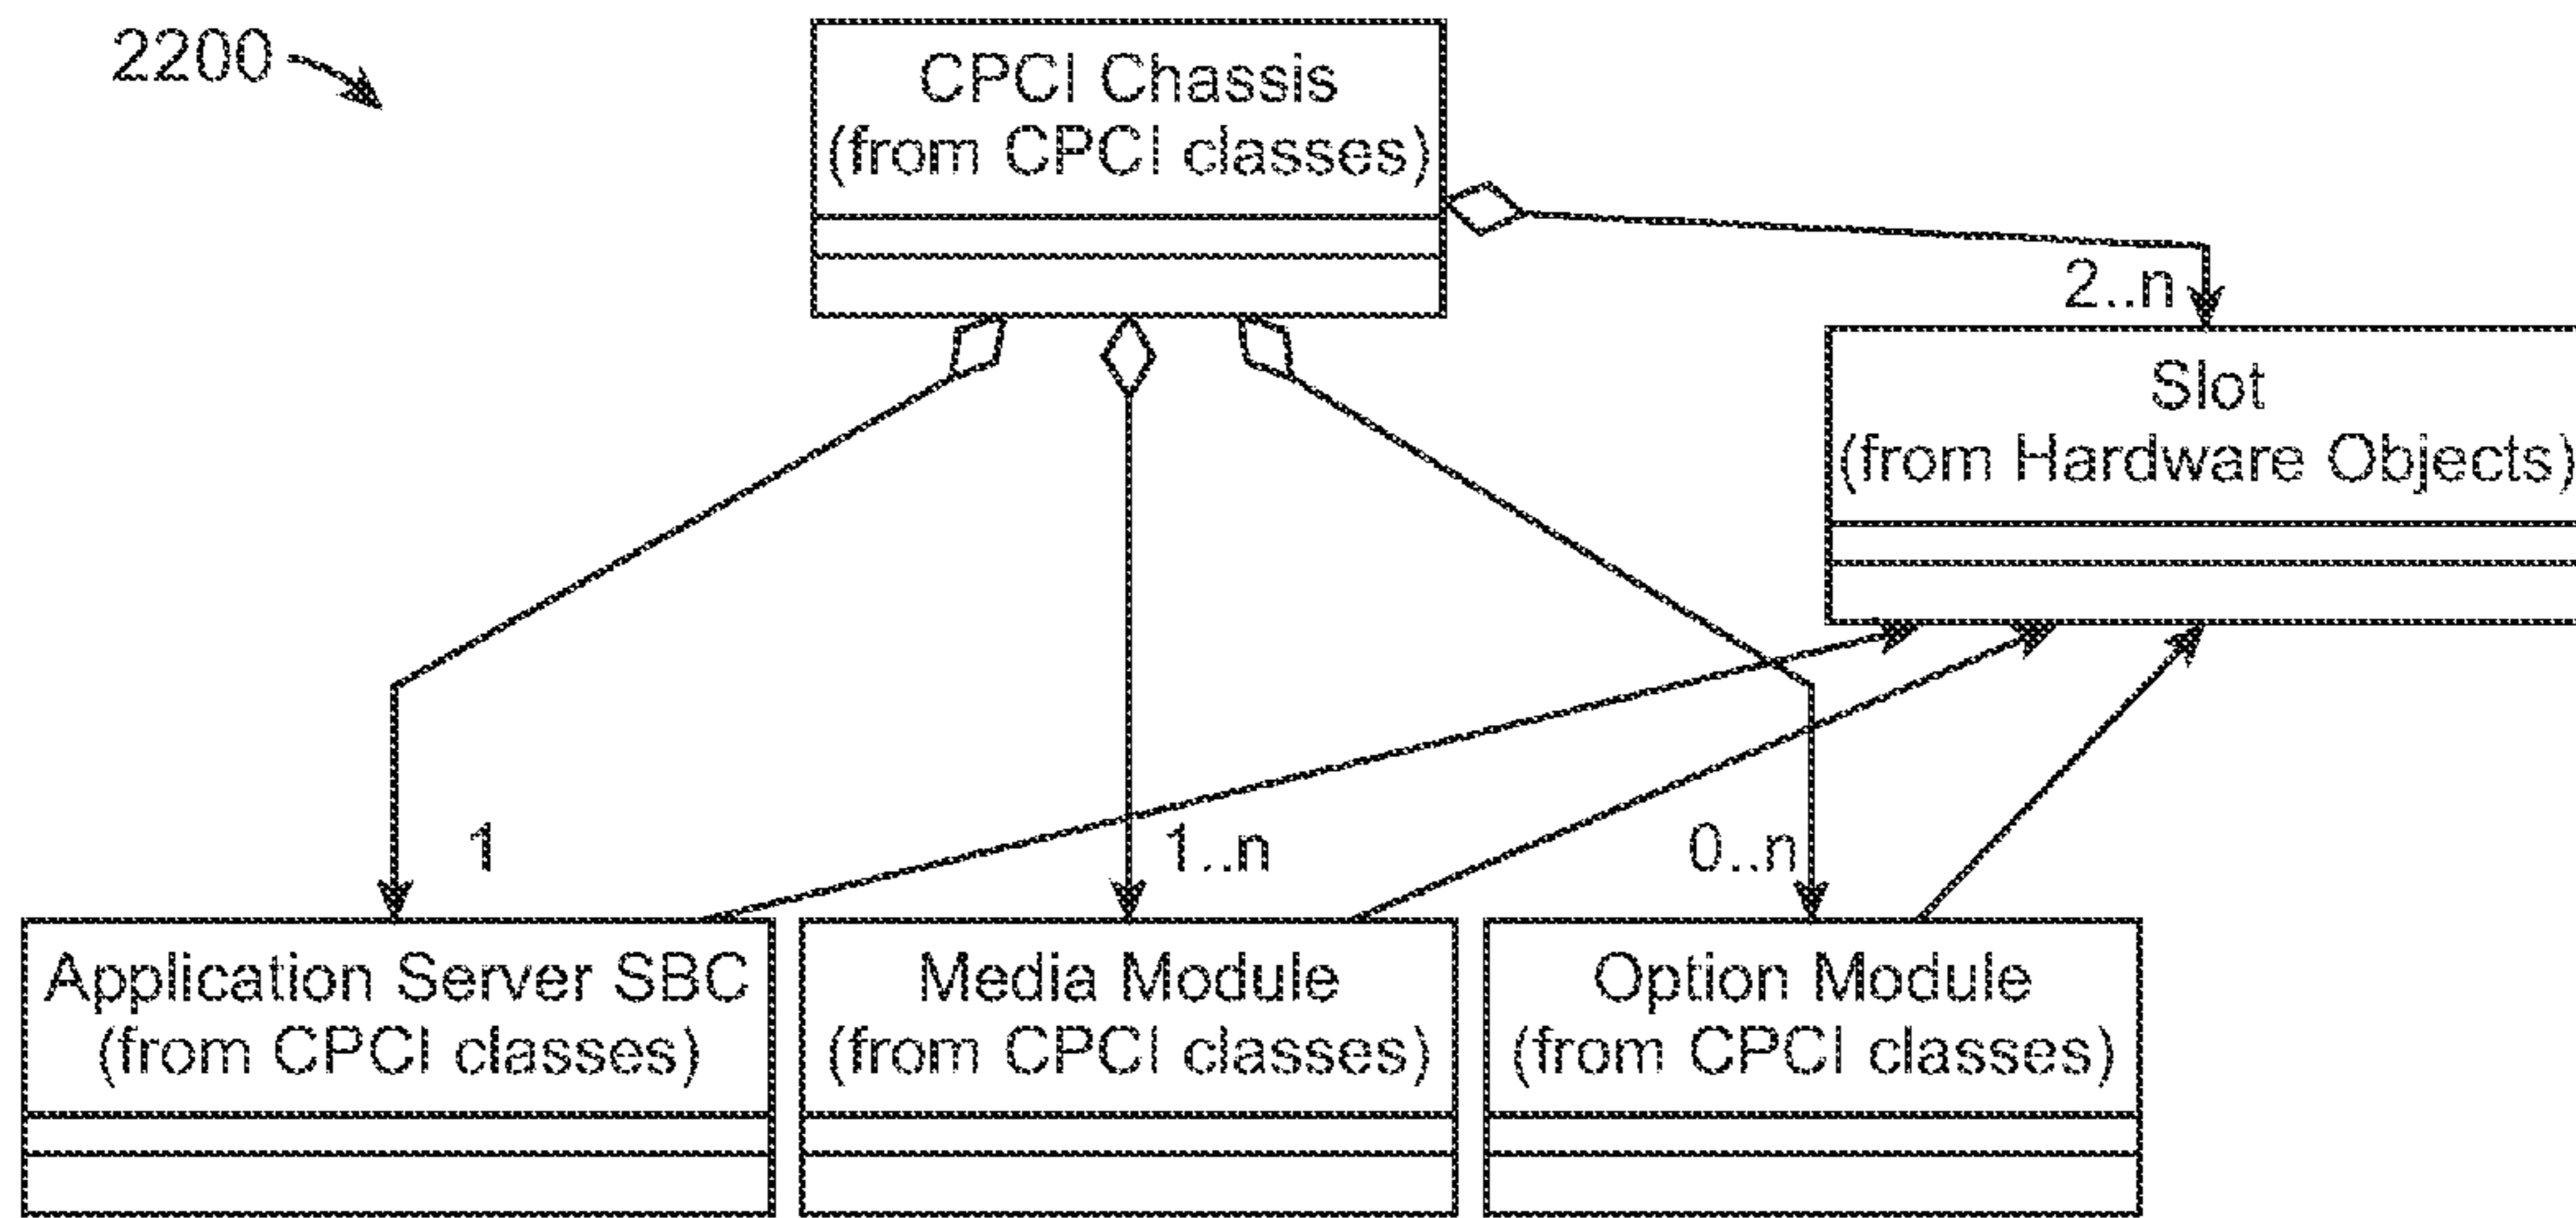 2200
CPCI Chassis
(from CPCI classes)
2..n
Slot
(from Hardware Objects)
1
1..n
0..n
Application Server SBC
(from CPCI classes)
Media Module
(from CPCI classes)
Option Module
(from CPCI classes)